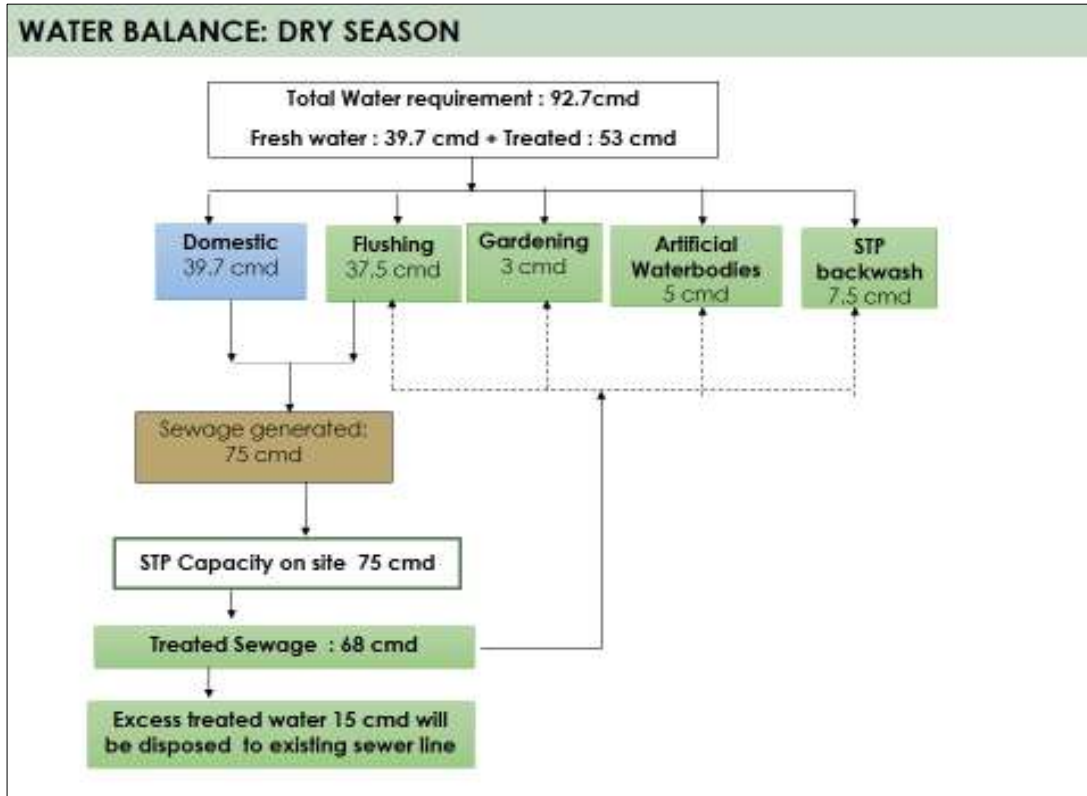 WATER BALANCE: DRY SEASON
Total Water requirement : 92.7cmd
Fresh water : 39.7 cmd + Treated : 53 cmd
Domestic
39.7 cmd
Flushing
37.5 cmd
Gardening
3 cmd
Artificial
Waterbodies
5 cmd
STP
backwash
7.5 cmd
Sewage generated:
75 cmd
STP Capacity on site 75 cmd
Treated Sewage : 68 cmd
Excess treated water 15 cmd will
be disposed to existing sewer line